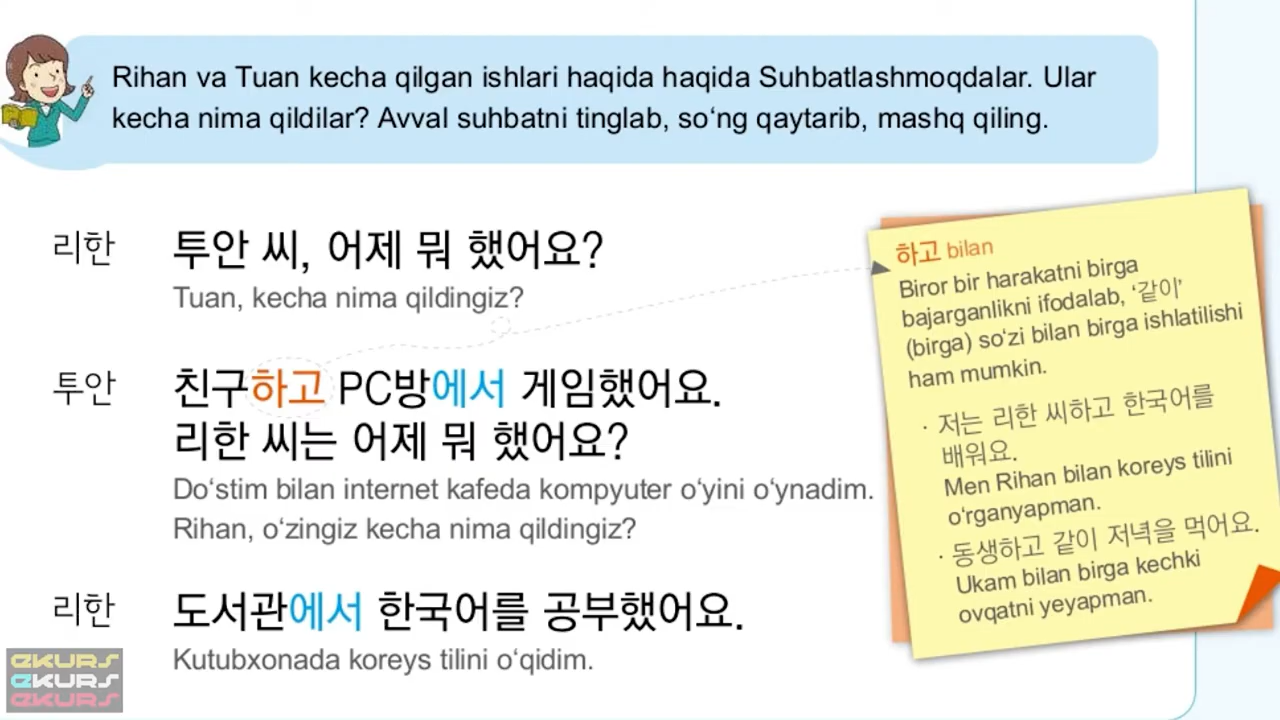 Rihan va Tuan kecha qilgan ishlari haqida haqida Suhbatlashmoqdalar. Ular
kecha nima qildilar? Avval suhbatni tinglab, so‘ng qaytarib, mashq qiling.
리한 투안 씨, 어제 뭐 했어요?
Tuan, kecha nima qildingiz?
투안 친구하고 PC방에서 게임했어요.
리한 씨는 어제 뭐 했어요?
Do‘stim bilan internet kafeda kompyuter o‘yini o‘ynadim.
Rihan, o‘zingiz kecha nima qildingiz?
리한 도서관에서 한국어를 공부했어요.
Kutubxonada koreys tilini o‘qidim.
하고 bilan
Biror bir harakatni birga
bajarganlikni ifodalab, ‘같이’
(birga) so‘zi bilan birga ishlatilishi
ham mumkin.
· 저는 리한 씨하고 한국어를
배워요.
Men Rihan bilan koreys tilini
o‘rganyapman.
· 동생하고 같이 저녁을 먹어요.
Ukam bilan birga kechki
ovqatni yeyapman.
EKURS
EKURS
EKURS